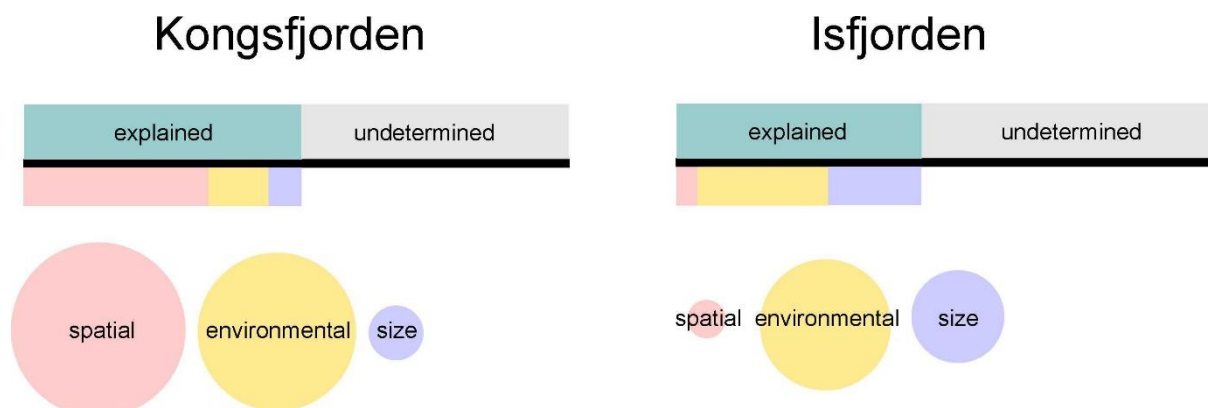 Kongsfjorden
explained undetermined
spatial environmental size
Isfjorden
explained undetermined
spatial environmental size